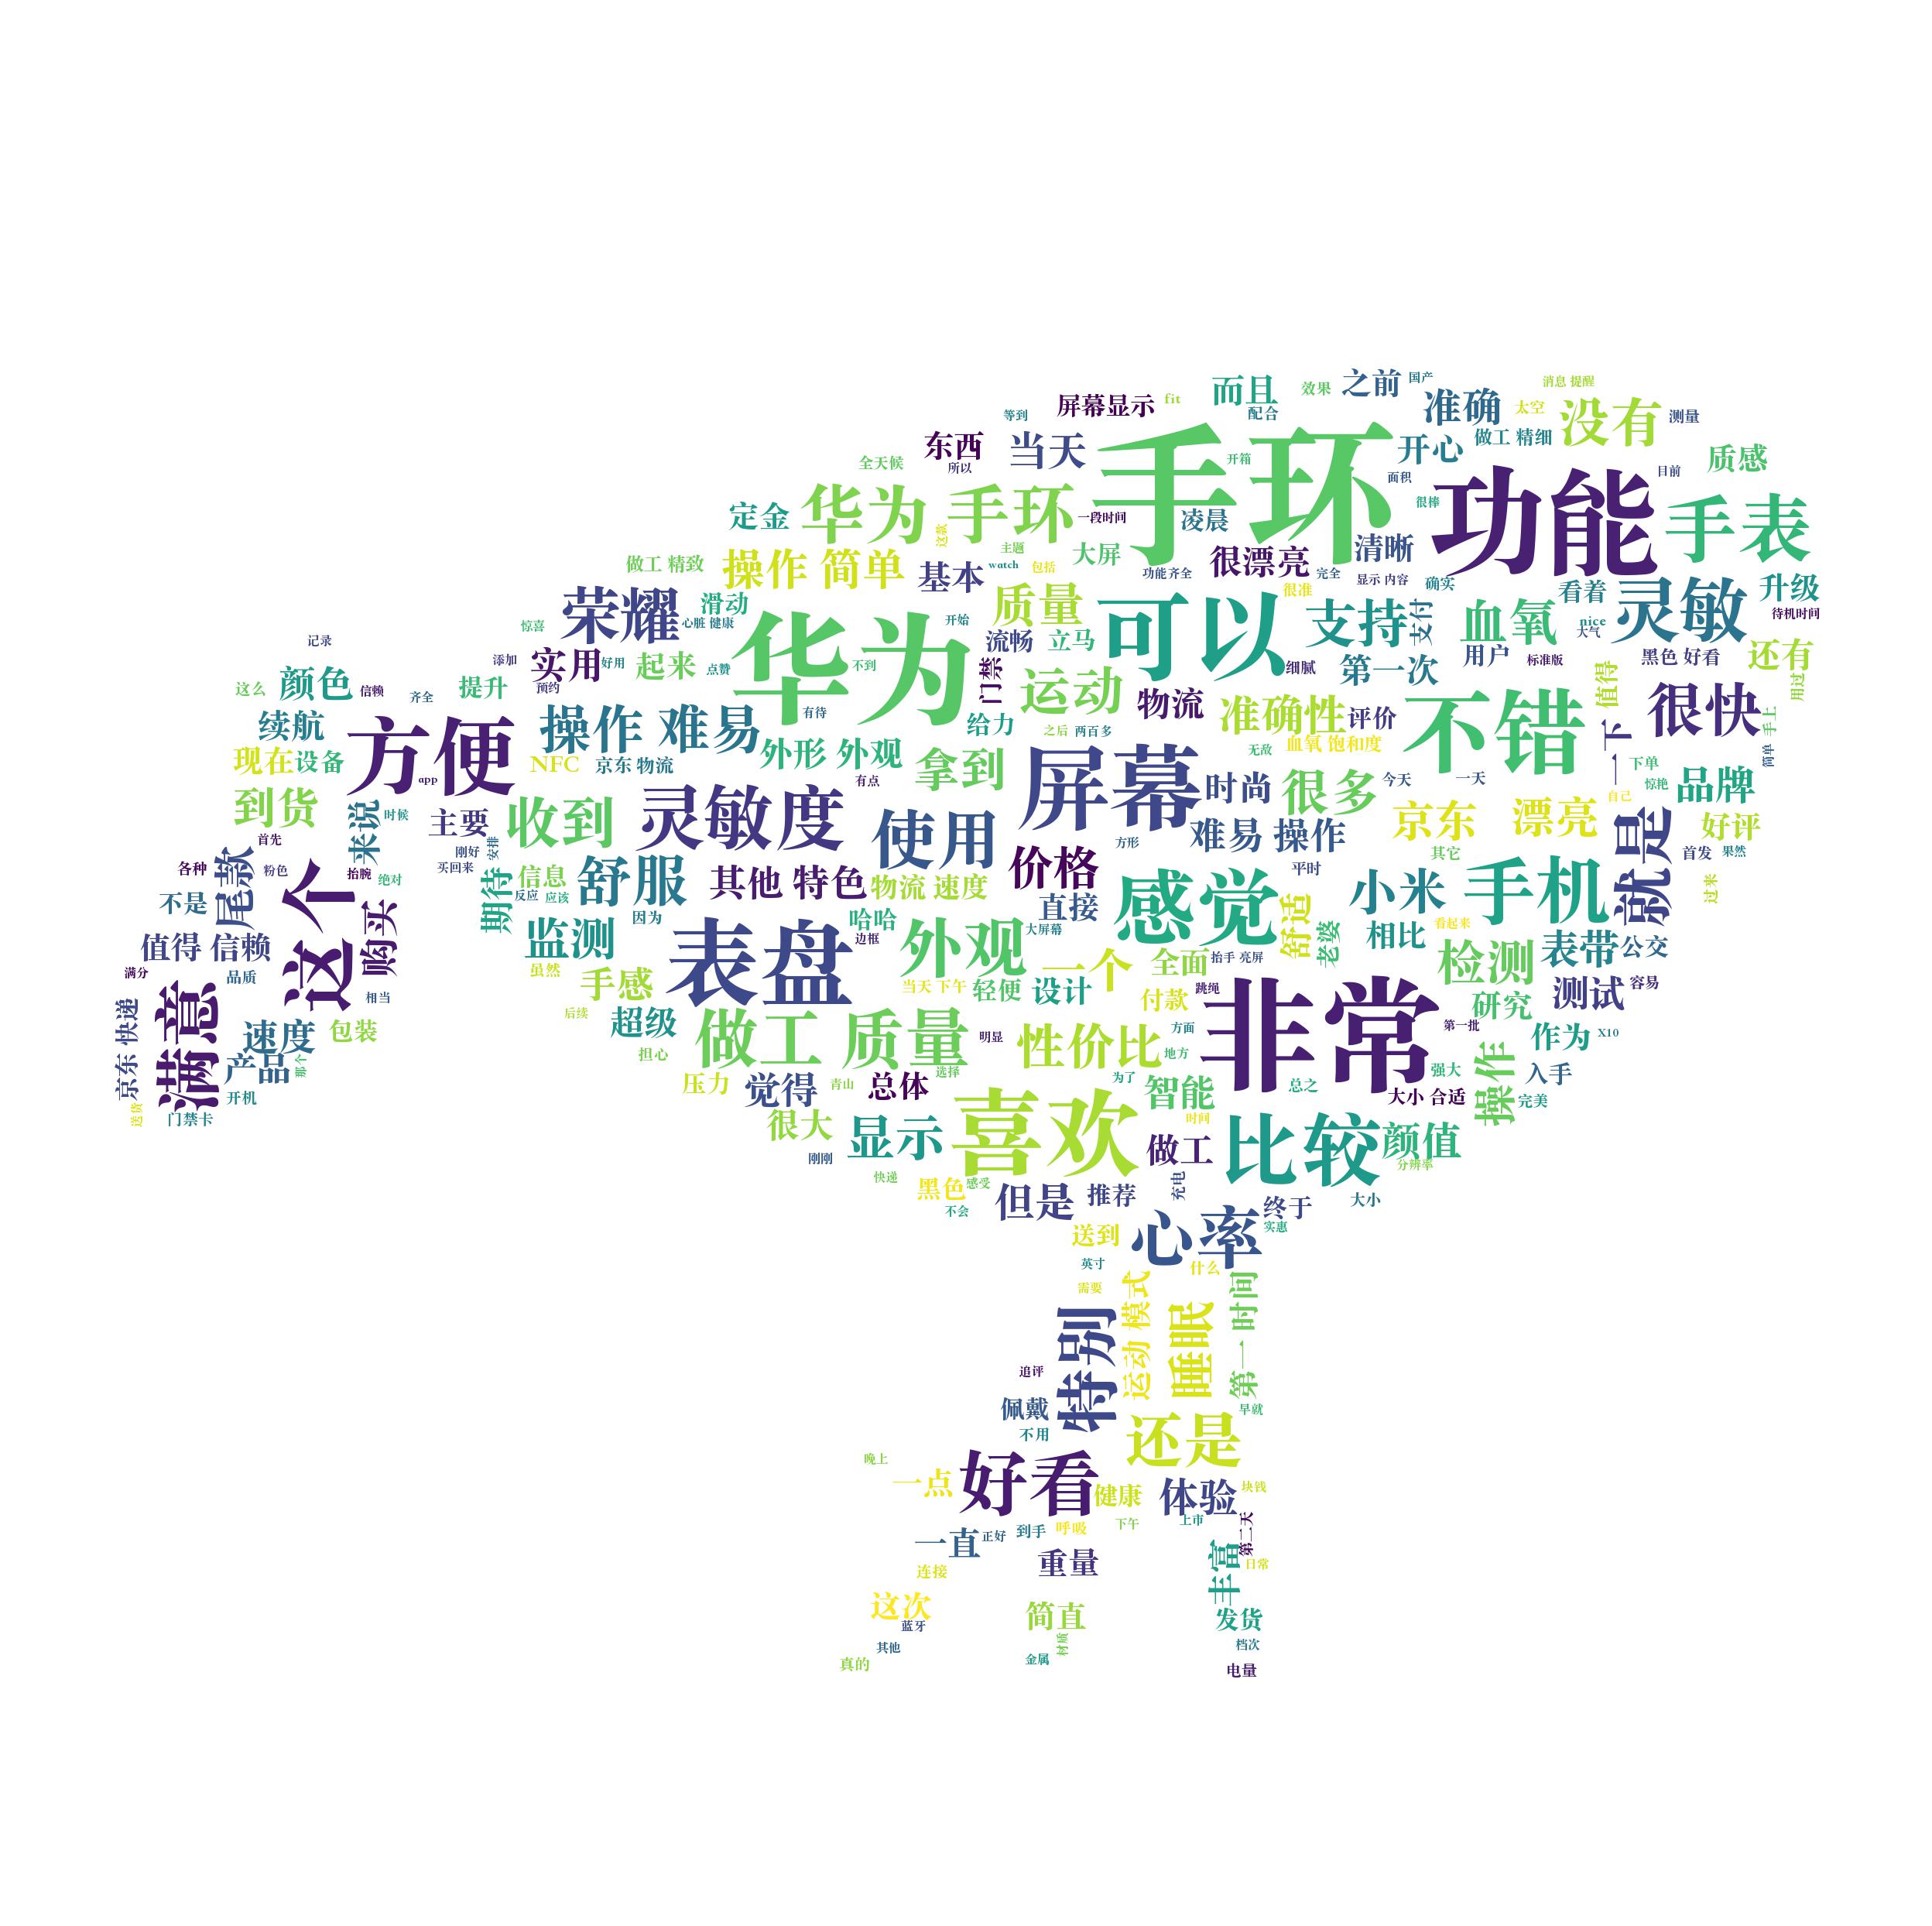 而且
效果
之前
国产
消息 提醒
屏幕显示
fit
等到
配合
准确
太空
没有
测量
东西
当天
手环
开心
做工 精细
质感
全天候
所以
开箱
面积
目前
功能
定金
华为 手环
一段时间
凌晨
很棒
手表
这款
主题
大屏
很漂亮
清晰
做工 精致
操作 简单
基本
watch
包括
功能齐全
完全
显示 内容
确实
看着
灵敏
升级
荣耀
滑动
心脏 健康
质量
可以
很准
支持
支付
血氧
nice
大气
待机时间
惊喜
华为
开始
流畅
立马
用户
标准版
黑色 好看
还有
记录
添加
实用
好用
起来
点赞
不到
门禁
运动
细腻
第一次
值得
用过
这么
颜色
信赖
齐全
提升
预约
物流
准确性
评价
不错
很快
手上
续航
方便
操作 难易
有待
给力
之后
两百多
一下
简单
现在
设备
app
NFC
京东 物流
外形 外观
拿到
屏幕
无敌
血氧 饱和度
下单
有点
时尚
很多
今天
一天
惊艳
品牌
到货
来说
时候
主要
收到
灵敏度
使用
难易 操作
京东
漂亮
自己
好评
首先
刚好
安排
方形
其它
就是
首发
果然
各种
尾款
粉色
这个
抬腕
绝对
买回来
期待
信息
反应
应该
舒服
其他 特色
物流 速度
价格
感觉
平时
小米
手机
过来
不是
购买
因为
监测
表盘
哈哈
边框
外观
直接
大屏幕
舒适
老婆
相比
看起来
值得 信赖
满分
品质
相当
虽然
手感
当天 下午
轻便
一个
全面
抬手 亮屏
检测
表带
公交
设计
付款
跳绳
非常
研究
测试
容易
京东 快递
满意
速度
包装
后续
超级
做工 质量
明显
性价比
方面
第一批
作为
X10
产品
那个
担心
地方
开机
压力
觉得
青山
总体
选择
为了
智能
总之
大小 合适
强大
操作
入手
完美
送货
门禁卡
很大
显示
喜欢
时间
做工
比较
颜值
刚刚
分辨率
快递
黑色
感受
不会
但是
推荐
充电
终于
大小
送到
心率
实惠
英寸
什么
需要
运动 模式
睡眠
第一 时间
特别
追评
佩戴
不用
早就
还是
晚上
一点
好看
健康
体验
块钱
下午
上市
一直
正好
到手
呼吸
第二天
连接
重量
丰富
日常
这次
蓝牙
简直
发货
其他
材质
档次
真的
金属
电量